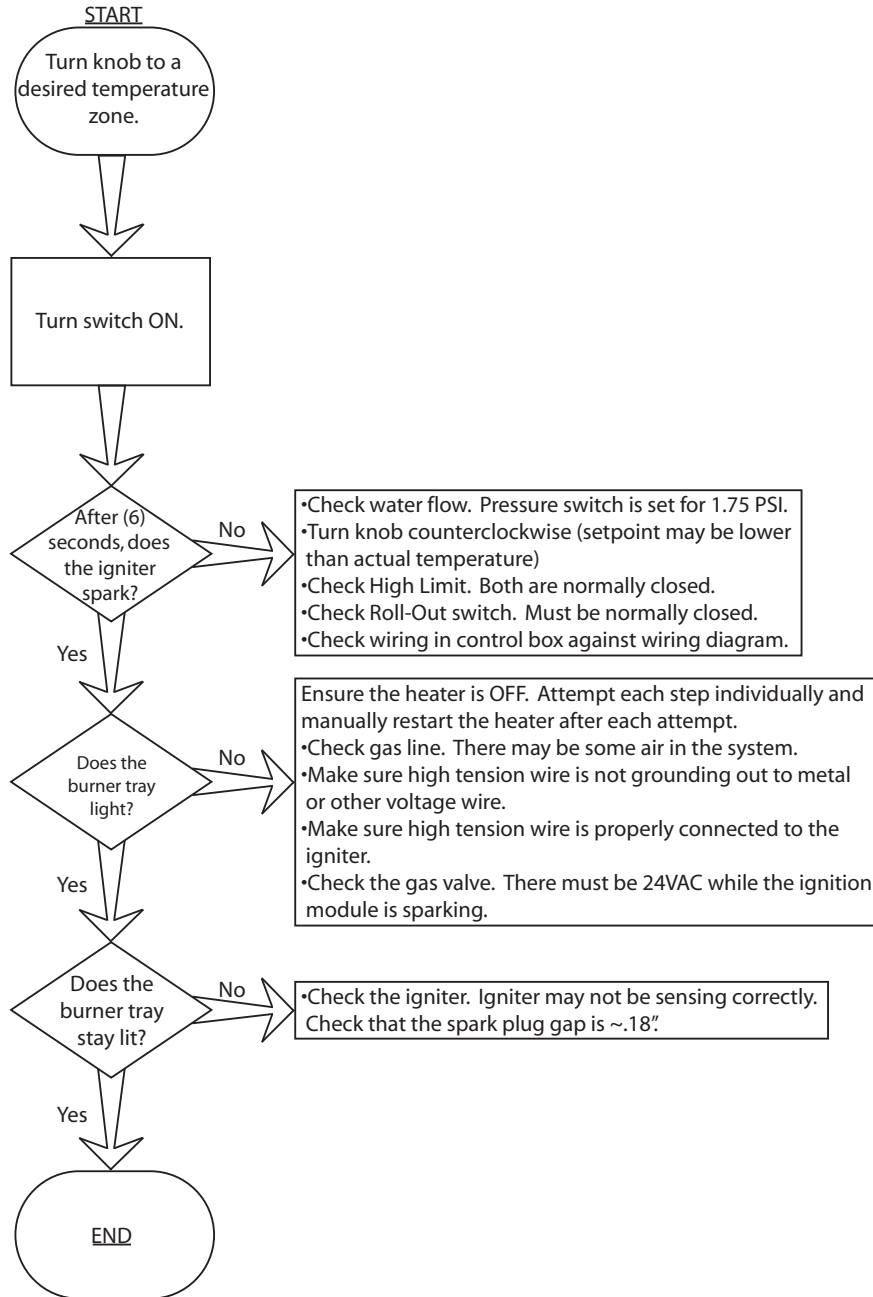 START
Turn knob to a
desired temperature
zone.
Turn switch ON.
After (6)
seconds, does
the igniter
spark?
No
•Check water flow. Pressure switch is set for 1.75 PSI.
•Turn knob counterclockwise (setpoint may be lower
than actual temperature)
•Check High Limit. Both are normally closed.
•Check Roll-Out switch. Must be normally closed.
•Check wiring in control box against wiring diagram.
Yes
Does the
burner tray
light?
No
Ensure the heater is OFF. Attempt each step individually and
manually restart the heater after each attempt.
•Check gas line. There may be some air in the system.
•Make sure high tension wire is not grounding out to metal
or other voltage wire.
•Make sure high tension wire is properly connected to the
igniter.
•Check the gas valve. There must be 24VAC while the ignition
module is sparking.
Yes
Does the
burner tray
stay lit?
No
•Check the igniter. Igniter may not be sensing correctly.
Check that the spark plug gap is ~.18”.
Yes
END